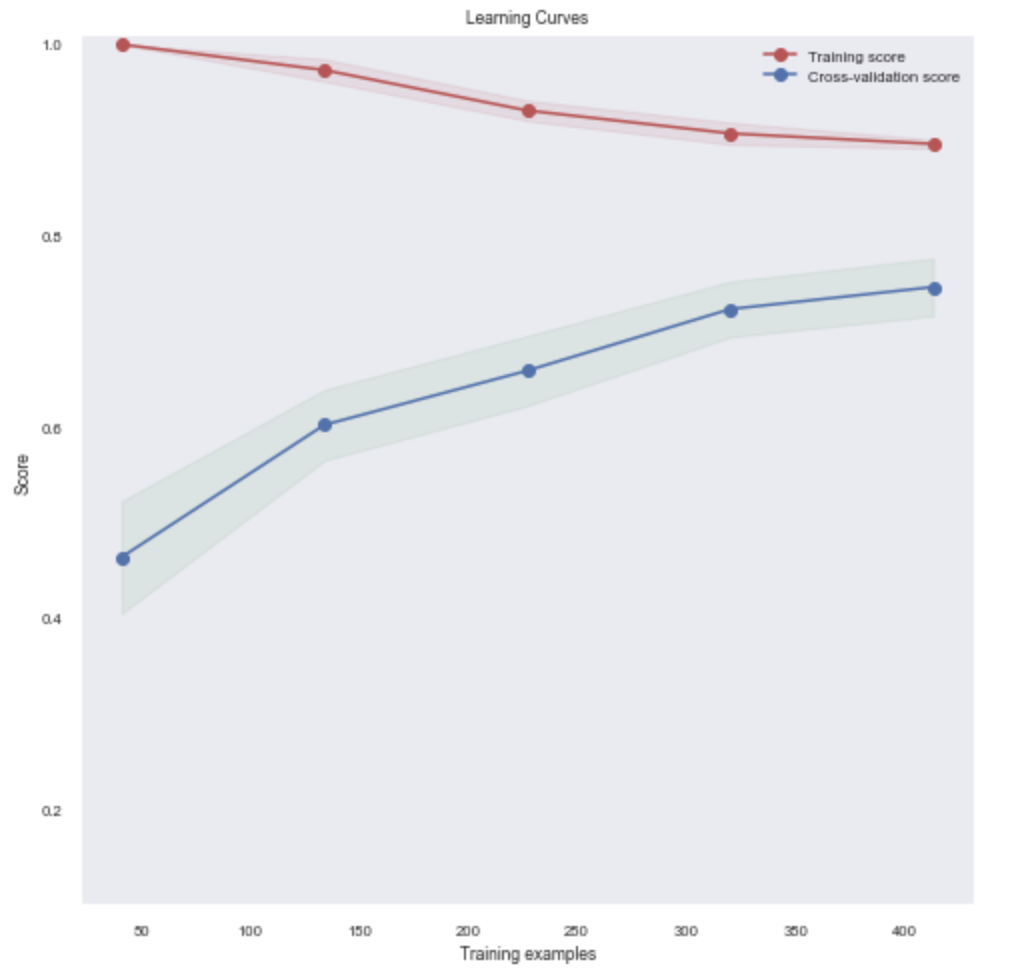 Learning Curves
Training score
Cross-validation score
1.0
0.8
0.6
0.4
0.2
Score
50 100 150 200 250 300 350 400
Training examples